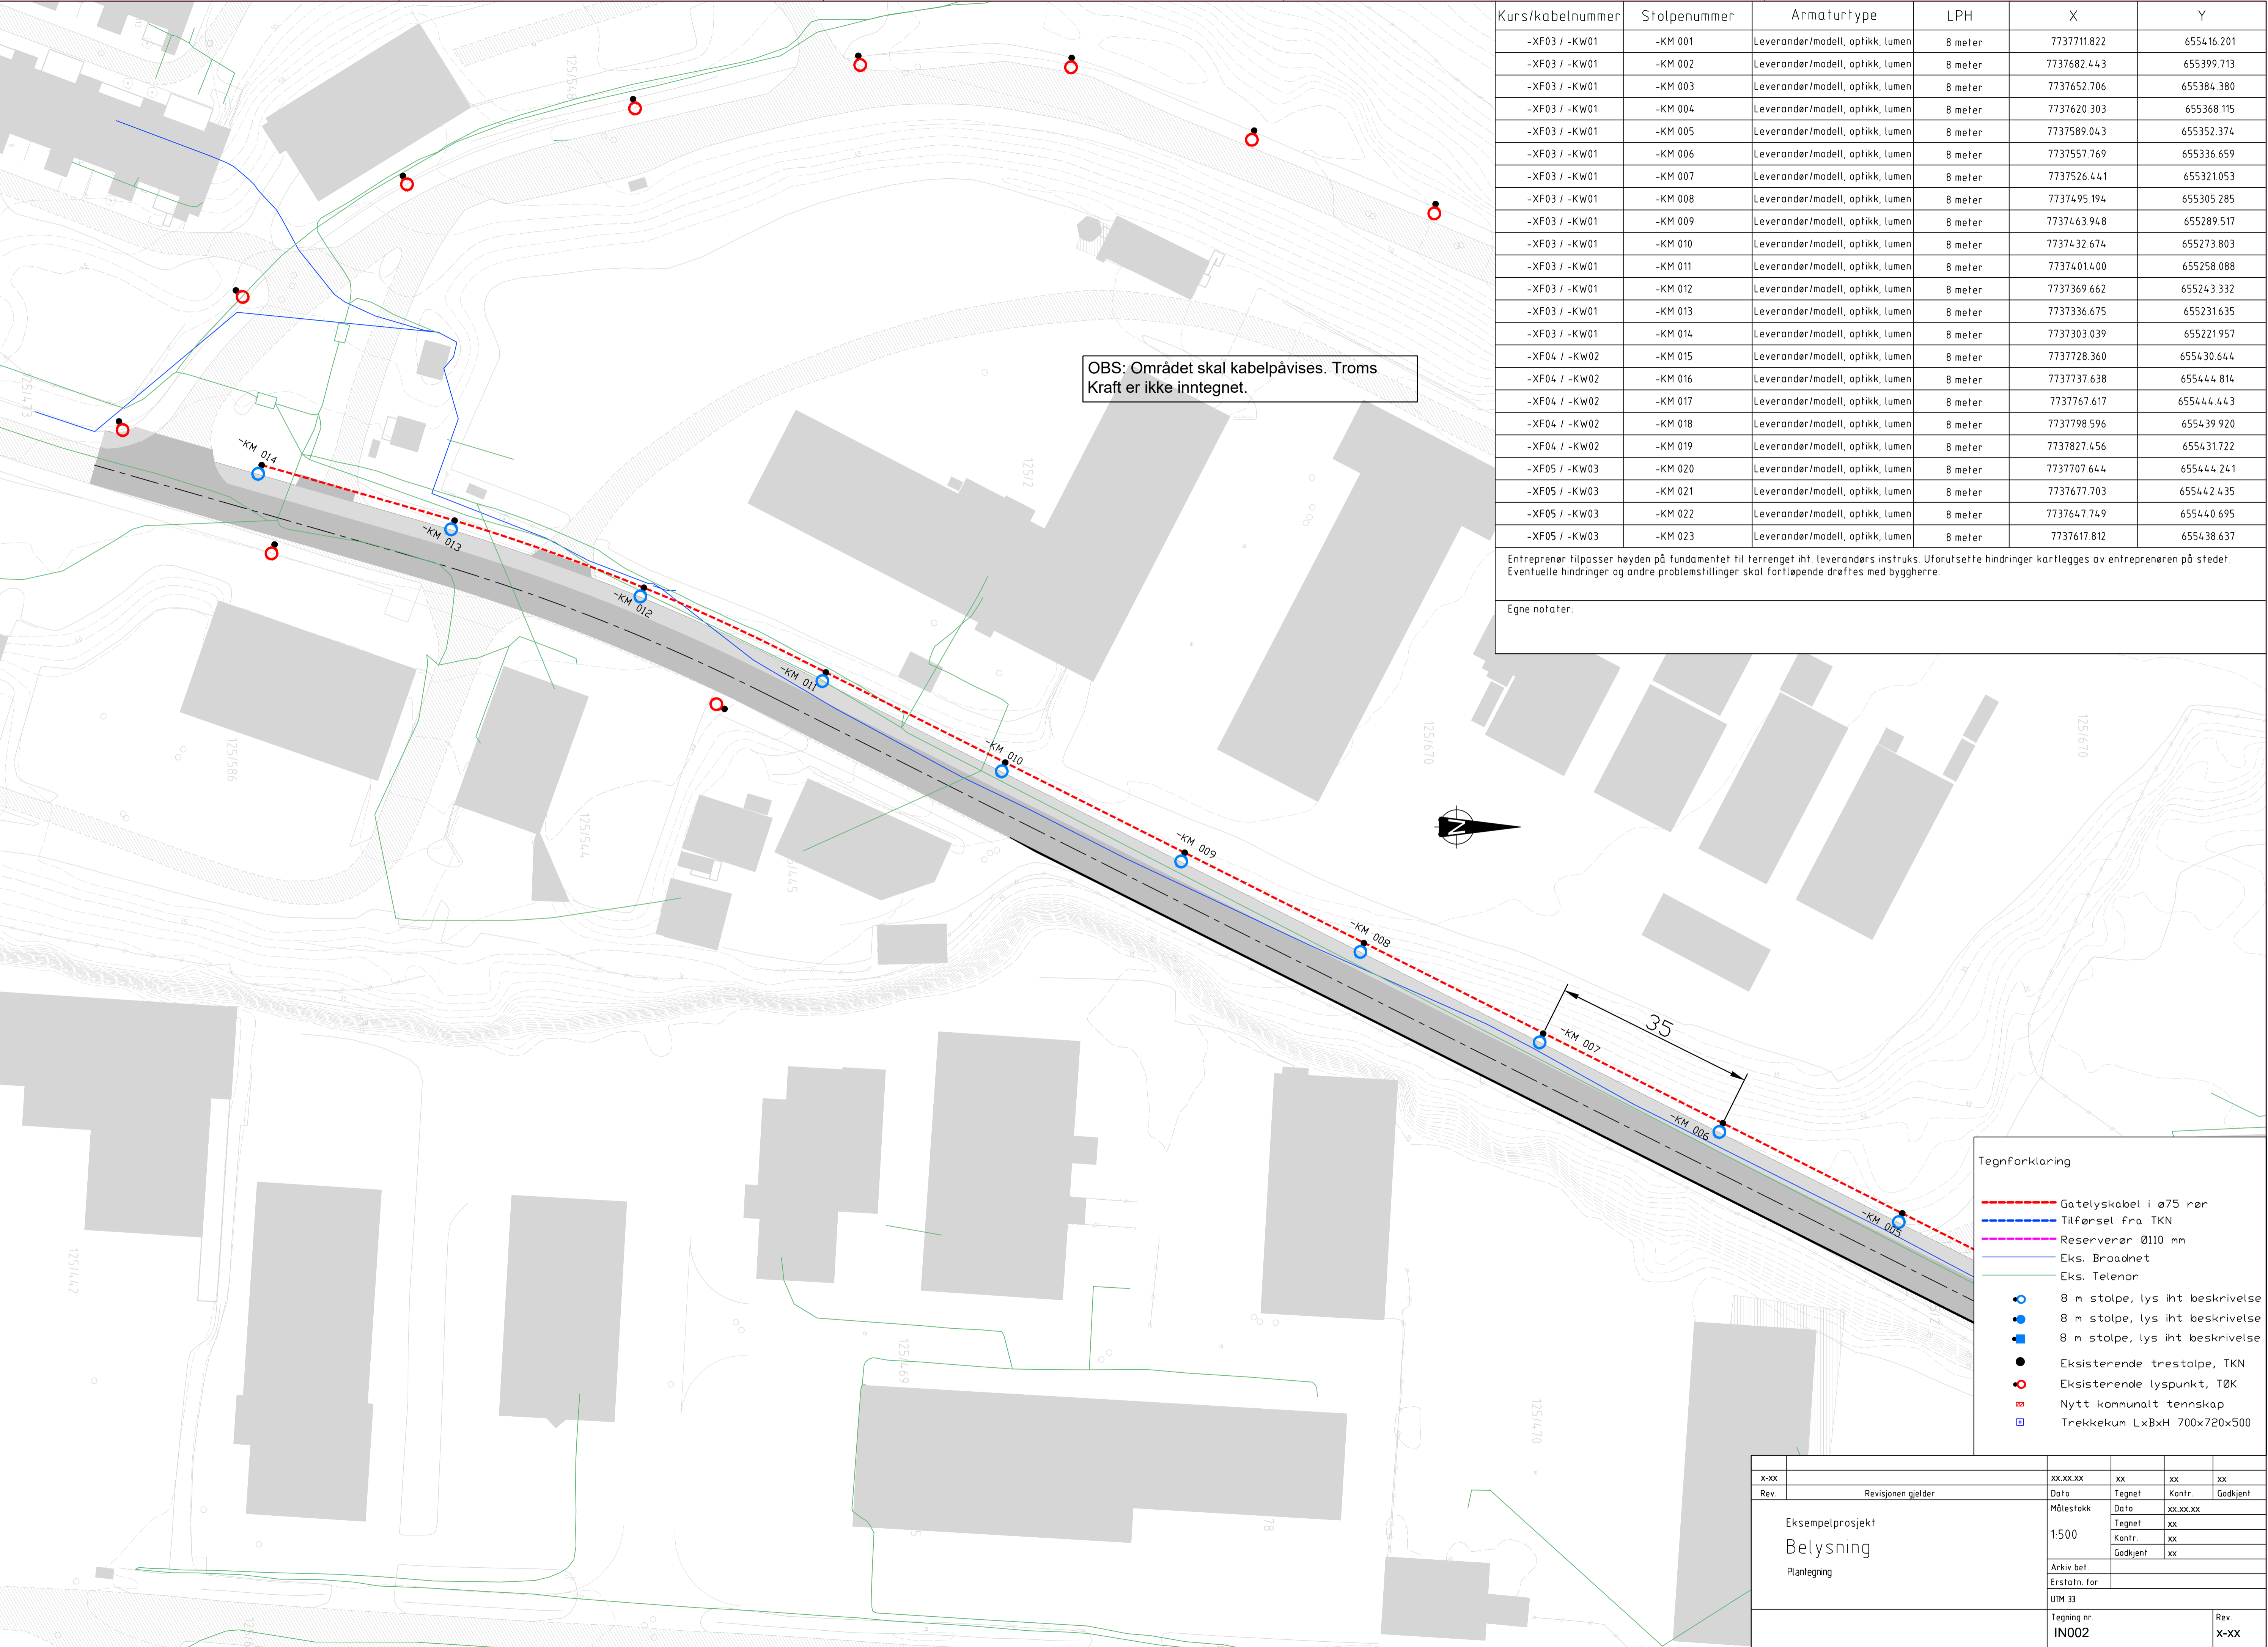 Kurs/kabelnummer Stolpenummer Armaturtype LPH X Y
-XF03 / -KW01 -KM 001 Leverandør/modell, optikk, lumen 8 meter 7737711.822 655416.201
-XF03 / -KW01 -KM 002 Leverandør/modell, optikk, lumen 8 meter 7737682.443 655399.713
-XF03 / -KW01 -KM 003 Leverandør/modell, optikk, lumen 8 meter 7737652.706 655384.380
-XF03 / -KW01 -KM 004 Leverandør/modell, optikk, lumen 8 meter 7737620.303 655368.115
-XF03 / -KW01 -KM 005 Leverandør/modell, optikk, lumen 8 meter 7737589.043 655352.374
-XF03 / -KW01 -KM 006 Leverandør/modell, optikk, lumen 8 meter 7737557.769 655336.659
-XF03 / -KW01 -KM 007 Leverandør/modell, optikk, lumen 8 meter 7737526.441 655321.053
-XF03 / -KW01 -KM 008 Leverandør/modell, optikk, lumen 8 meter 7737495.194 655305.285
-XF03 / -KW01 -KM 009 Leverandør/modell, optikk, lumen 8 meter 7737463.948 655289.517
-XF03 / -KW01 -KM 010 Leverandør/modell, optikk, lumen 8 meter 7737432.674 655273.803
-XF03 / -KW01 -KM 011 Leverandør/modell, optikk, lumen 8 meter 7737401.400 655258.088
-XF03 / -KW01 -KM 012 Leverandør/modell, optikk, lumen 8 meter 7737369.662 655243.332
-XF03 / -KW01 -KM 013 Leverandør/modell, optikk, lumen 8 meter 7737336.675 655231.635
-XF03 / -KW01 -KM 014 Leverandør/modell, optikk, lumen 8 meter 7737303.039 655221.957
-XF04 / -KW02 -KM 015 Leverandør/modell, optikk, lumen 8 meter 7737728.360 655430.644
-XF04 / -KW02 -KM 016 Leverandør/modell, optikk, lumen 8 meter 7737737.638 655444.814
-XF04 / -KW02 -KM 017 Leverandør/modell, optikk, lumen 8 meter 7737767.617 655444.443
-XF04 / -KW02 -KM 018 Leverandør/modell, optikk, lumen 8 meter 7737798.596 655439.920
-XF04 / -KW02 -KM 019 Leverandør/modell, optikk, lumen 8 meter 7737827.456 655431.722
-XF05 / -KW03 -KM 020 Leverandør/modell, optikk, lumen 8 meter 7737707.644 655444.241
-XF05 / -KW03 -KM 021 Leverandør/modell, optikk, lumen 8 meter 7737677.703 655442.435
-XF05 / -KW03 -KM 022 Leverandør/modell, optikk, lumen 8 meter 7737647.749 655440.695
-XF05 / -KW03 -KM 023 Leverandør/modell, optikk, lumen 8 meter 7737617.812 655438.637
Entreprenør tilpasser høyden på fundamentet til terrenget iht. leverandørs instruks. Uforutsette hindringer kartlegges av entreprenøren på stedet.
Eventuelle hindringer og andre problemstillinger skal fortløpende drøftes med byggherre.
Egne notater:
OBS: Området skal kabelpåvises. Troms
Kraft er ikke inntegnet.
125/548
125/473
125/2
125/670
125/670
125/586
125/544
125/442
125/469
125/470
78
-KM 014
-KM 013
-KM 012
-KM 011
-KM 010
-KM 009
-KM 008
-KM 007
-KM 006
-KM 005
35
N
Tegnforklaring
Gatelyskabel i ø75 rør
Tilførsel fra TKN
Reserverør Ø110 mm
Eks. Broadnet
Eks. Telenor
8 m stolpe, lys iht beskrivelse
8 m stolpe, lys iht beskrivelse
8 m stolpe, lys iht beskrivelse
Eksisterende trestolpe, TKN
Eksisterende lyspunkt, TØK
Nytt kommunalt tennskap
Trekkekum LxBxH 700x720x500
x-xx xx.xx.xx xx xx xx
Rev. Revisjonen gjelder Dato Tegnet Kontr. Godkjent
Eksempelprosjekt
Belysning
Plantegning
Målestokk
1:500
Dato xx.xx.xx
Tegnet xx
Kontr. xx
Godkjent xx
Arkiv bet.
Erstatn. for
UTM 33
Tegning nr. Rev.
IN002 x-xx